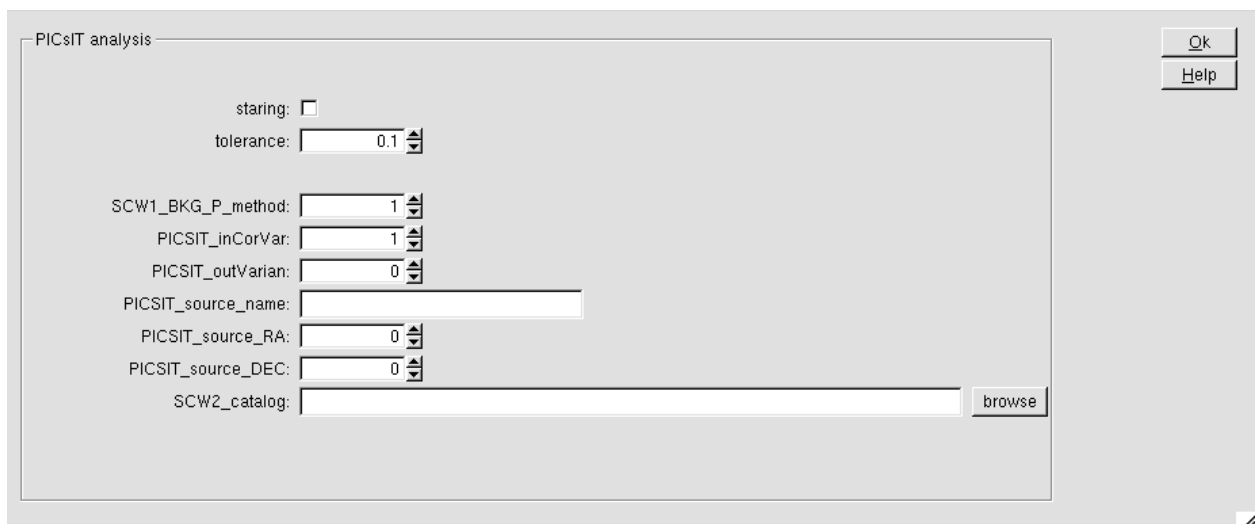 PICsIT analysis
Ok
Help
staring:
tolerance: 0.1
SCW1_BKG_P_method: 1
PICSIT_inCorVar: 1
PICSIT_outVarian: 0
PICSIT_source_name:
PICSIT_source_RA: 0
PICSIT_source_DEC: 0
SCW2_catalog: browse